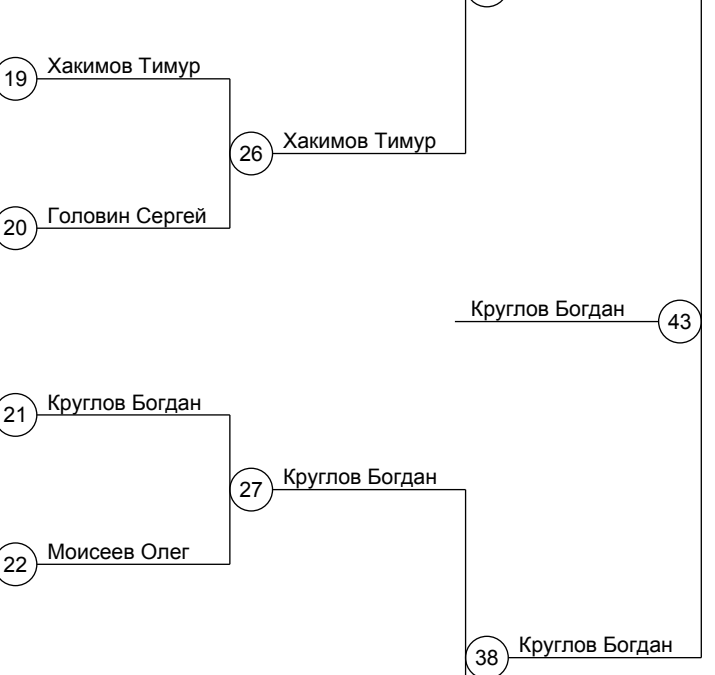 19 Хакимов Тимур
26 Хакимов Тимур
20 Головин Сергей
Круглов Богдан 43
21 Круглов Богдан
27 Круглов Богдан
22 Моисеев Олег
38 Круглов Богдан